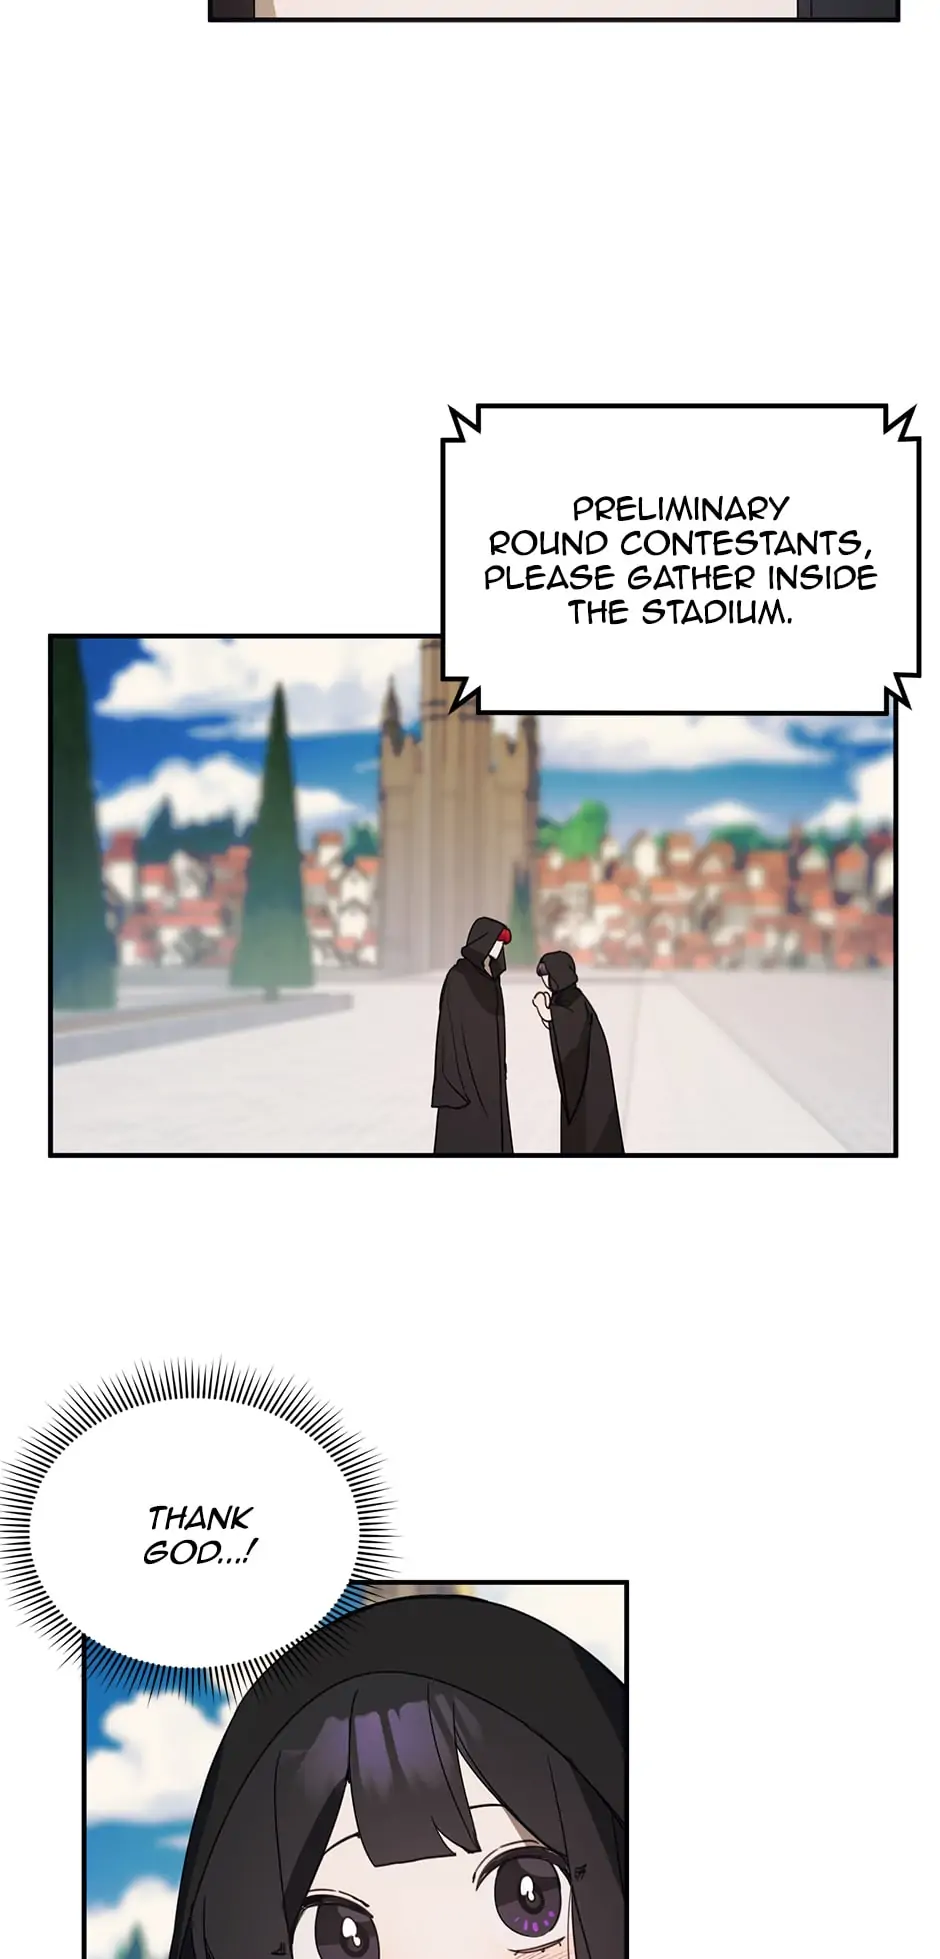 PRELIMINARY
ROUND CONTESTANTS,
PLEASE GATHER INSIDE
THE STADIUM.
THANK
GOD...!